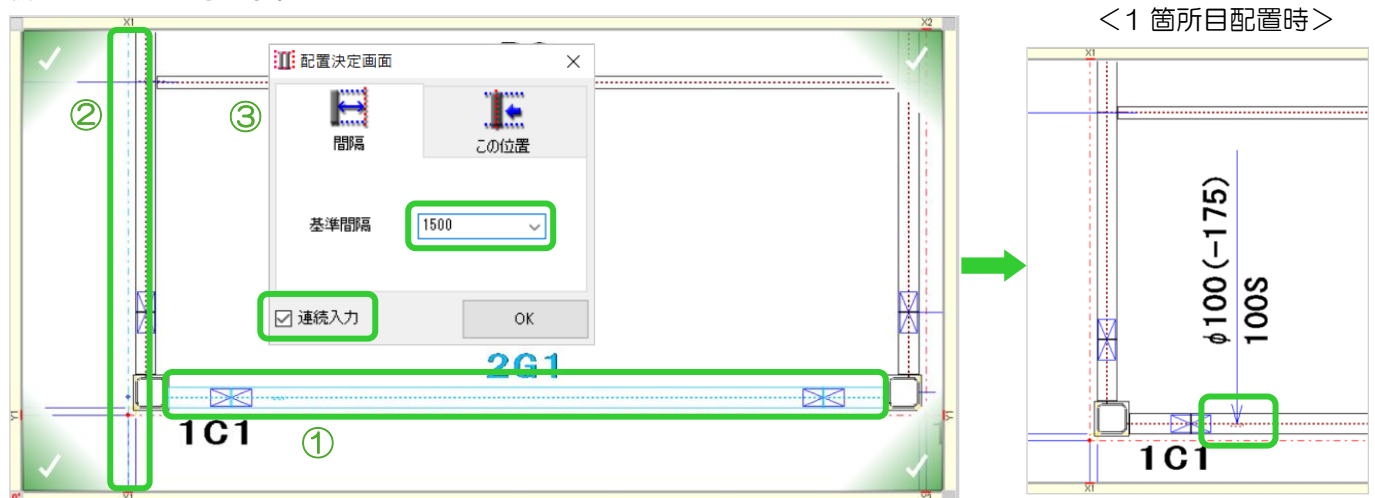 X1
X2
配置決定画面
②
③
間隔
この位置
基準間隔
1500
連続入力
OK
2G1
Y1
Y1
1C1
①
<1箇所目配置時>
X1
φ100(-175)
100S
1C1
X1